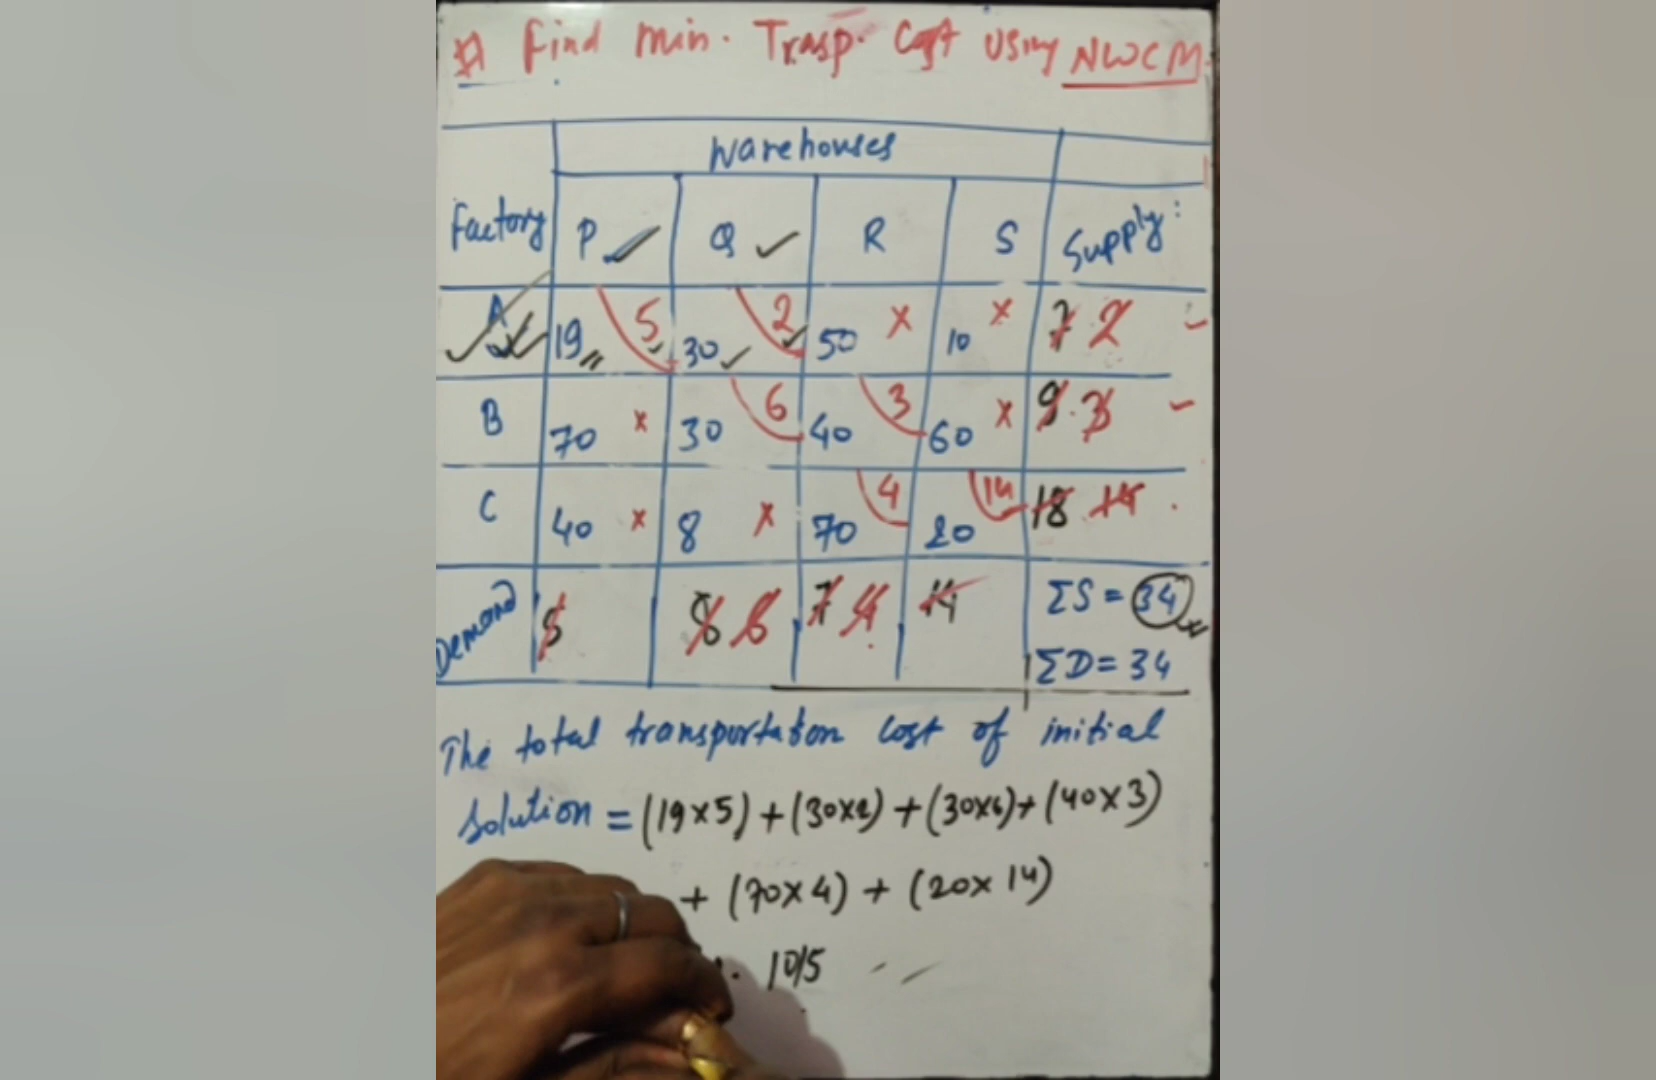 Find Min. Trasp. Cost Using NWCM.
Warehouses
Factory P Q R S Supply:
A 19 5 30 2 50 x 10 x 7 2
B 70 x 30 6 40 3 60 x 9 3
C 40 x 8 x 70 4 20 14 18 14
Demand 5 8 6 7 4 14 ΣS = 34
ΣD = 34
The total transportation cost of initial
solution = (19×5) + (30×2) + (30×6) + (40×3)
+ (70×4) + (20×14)
1015